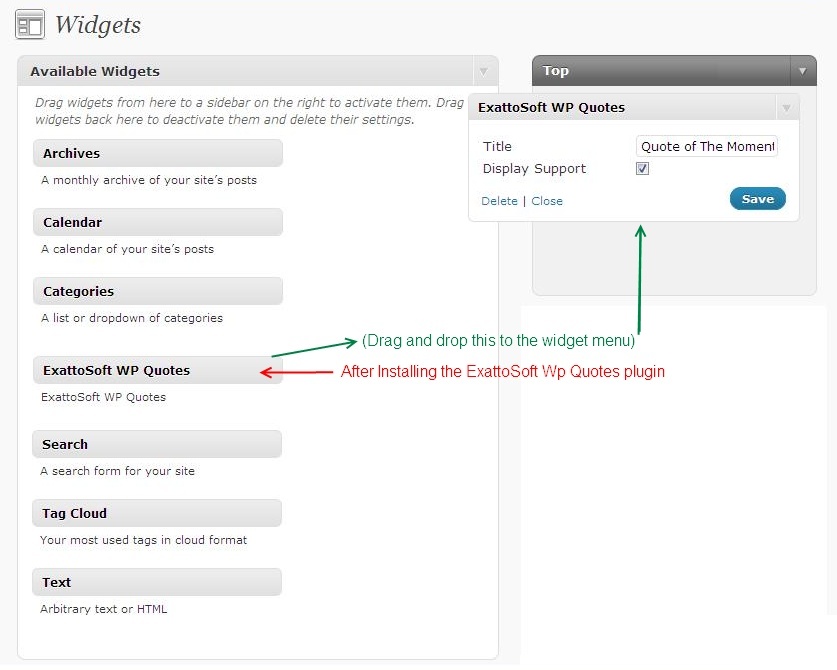 Widgets
Available Widgets
Drag widgets from here to a sidebar on the right to activate them. Drag
widgets back here to deactivate them and delete their settings.
Archives
A monthly archive of your site's posts
Calendar
A calendar of your site's posts
Categories
A list or dropdown of categories
ExattoSoft WP Quotes
ExattoSoft WP Quotes
Search
A search form for your site
Tag Cloud
Your most used tags in cloud format
Text
Arbitrary text or HTML
Top
ExattoSoft WP Quotes
Title Quote of The Moment
Display Support
Delete | Close Save
(Drag and drop this to the widget menu)
After Installing the ExattoSoft Wp Quotes plugin